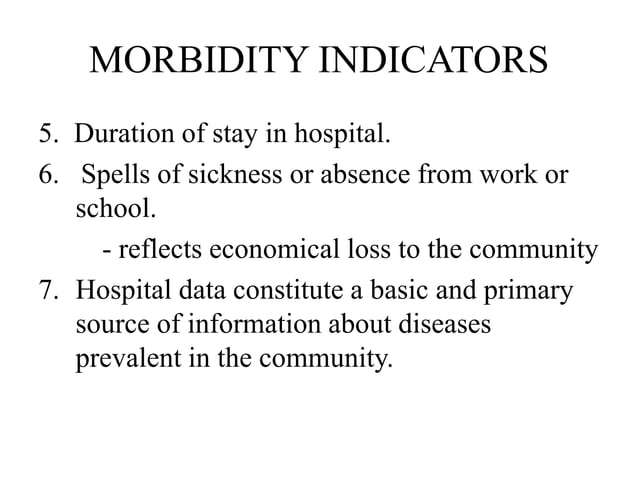 MORBIDITY INDICATORS
5. Duration of stay in hospital.
6. Spells of sickness or absence from work or
school.
- reflects economical loss to the community
7. Hospital data constitute a basic and primary
source of information about diseases
prevalent in the community.